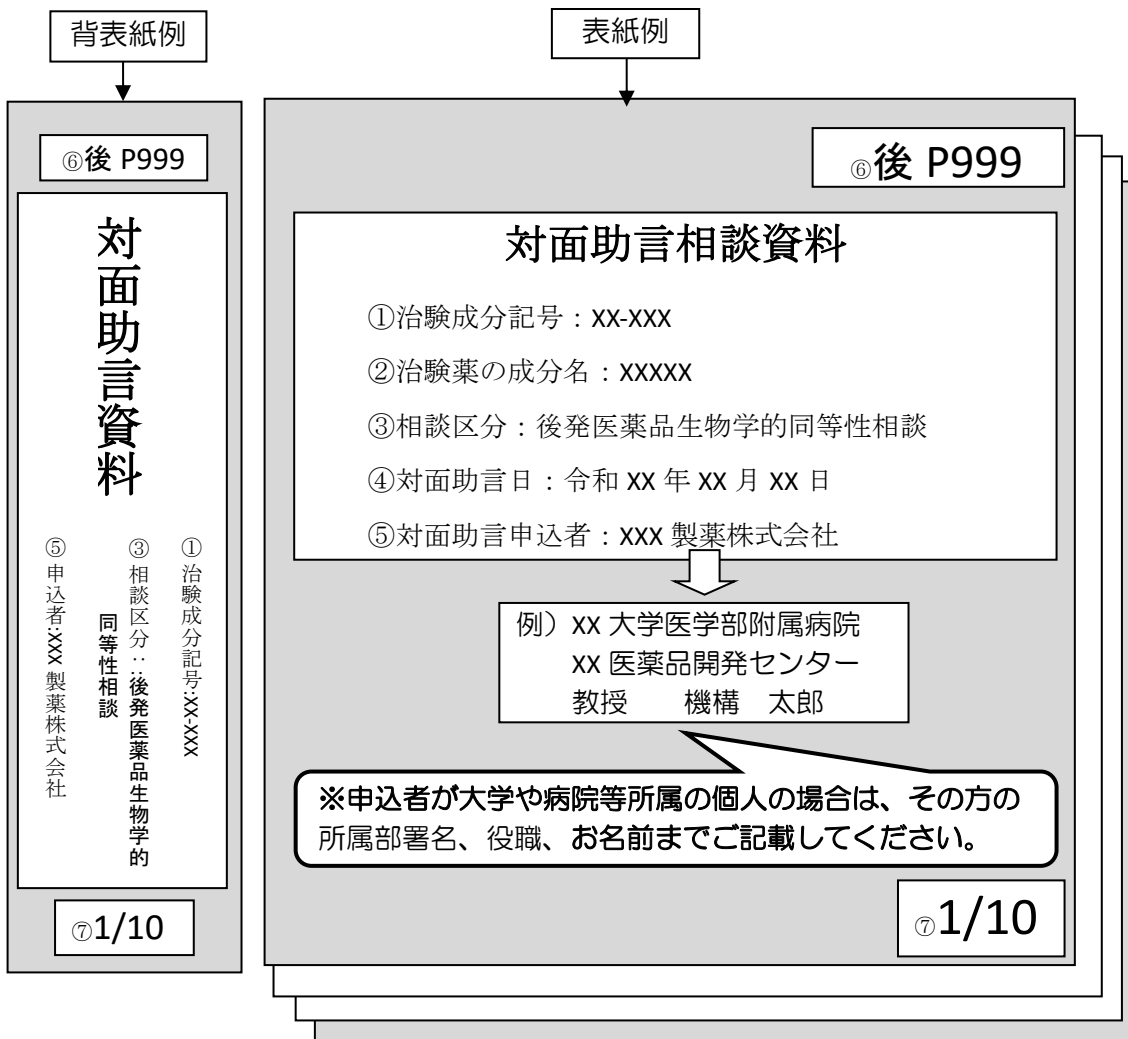 背表紙例
⑥後 P999
対面助言資料
①治験成分記号:XX-XXX
③相談区分::後発医薬品生物学的
同等性相談
⑤申込者:XXX 製薬株式会社
⑦1/10
表紙例
⑥後 P999
対面助言相談資料
①治験成分記号：XX-XXX
②治験薬の成分名：XXXXX
③相談区分：後発医薬品生物学的同等性相談
④対面助言日：令和 XX 年 XX 月 XX 日
⑤対面助言申込者：XXX 製薬株式会社
例）XX 大学医学部附属病院
XX 医薬品開発センター
教授　　機構　太郎
※申込者が大学や病院等所属の個人の場合は、その方の
所属部署名、役職、お名前までご記載してください。
⑦1/10